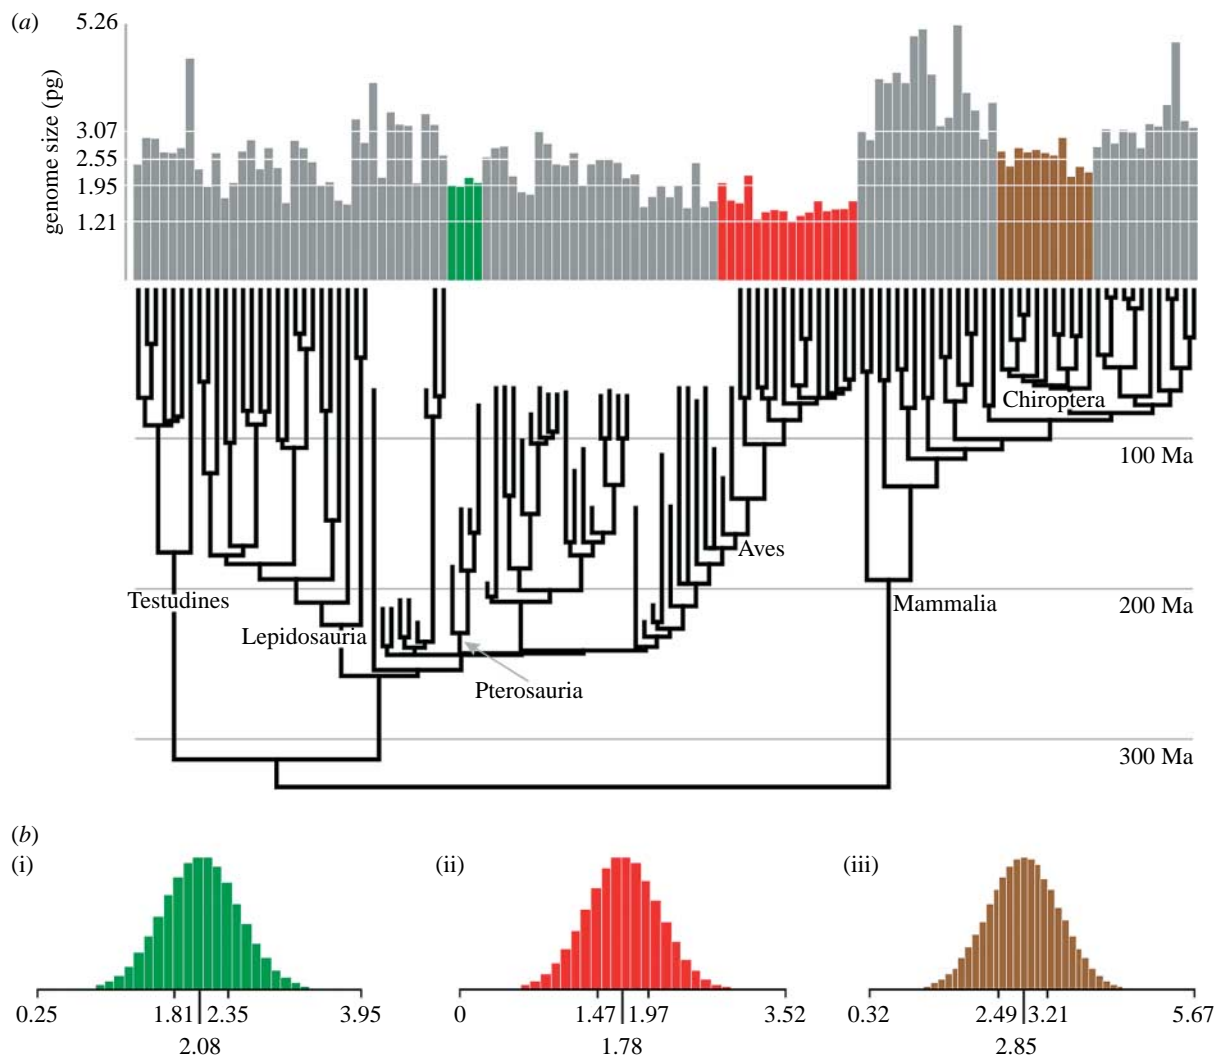 (a)
5.26
genome size (pg)
3.07
2.55
1.95
1.21
Chiroptera
100 Ma
Aves
Testudines
Mammalia
200 Ma
Lepidosauria
Pterosauria
300 Ma
(b)
(i) (ii) (iii)
0.25 1.81 2.35 3.95 0 1.47 1.97 3.52 0.32 2.49 3.21 5.67
2.08 1.78 2.85